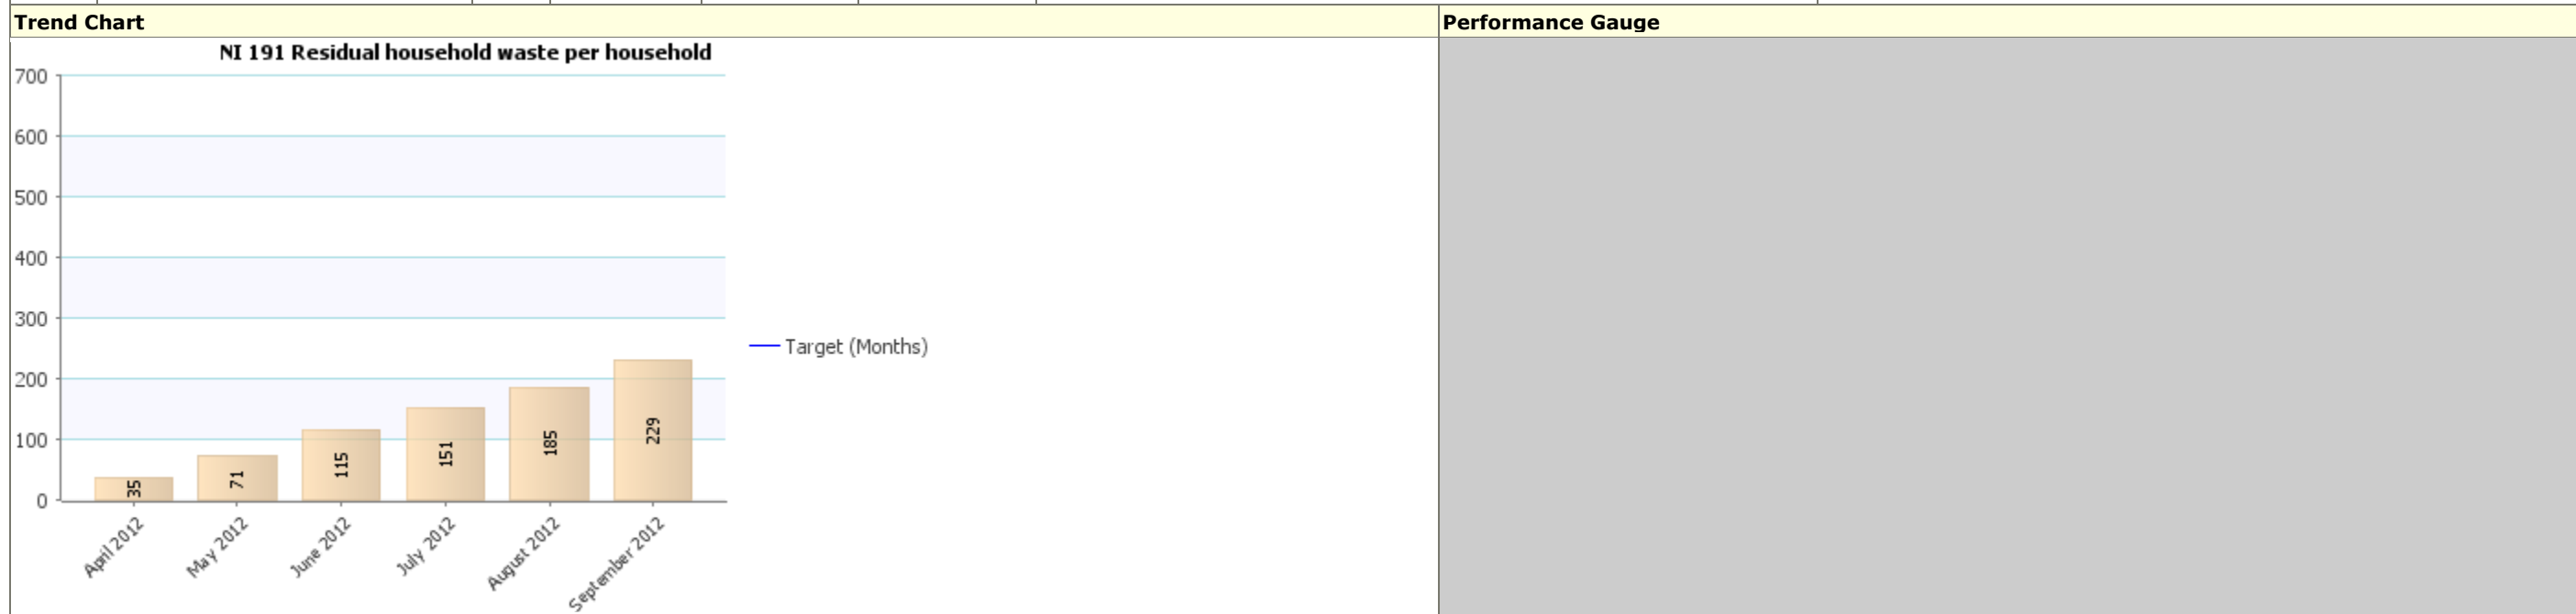 Trend Chart
Performance Gauge
NI 191 Residual household waste per household
700
600
500
400
300
200
100
0
35
71
115
151
185
229
April 2012
May 2012
June 2012
July 2012
August 2012
September 2012
Target (Months)